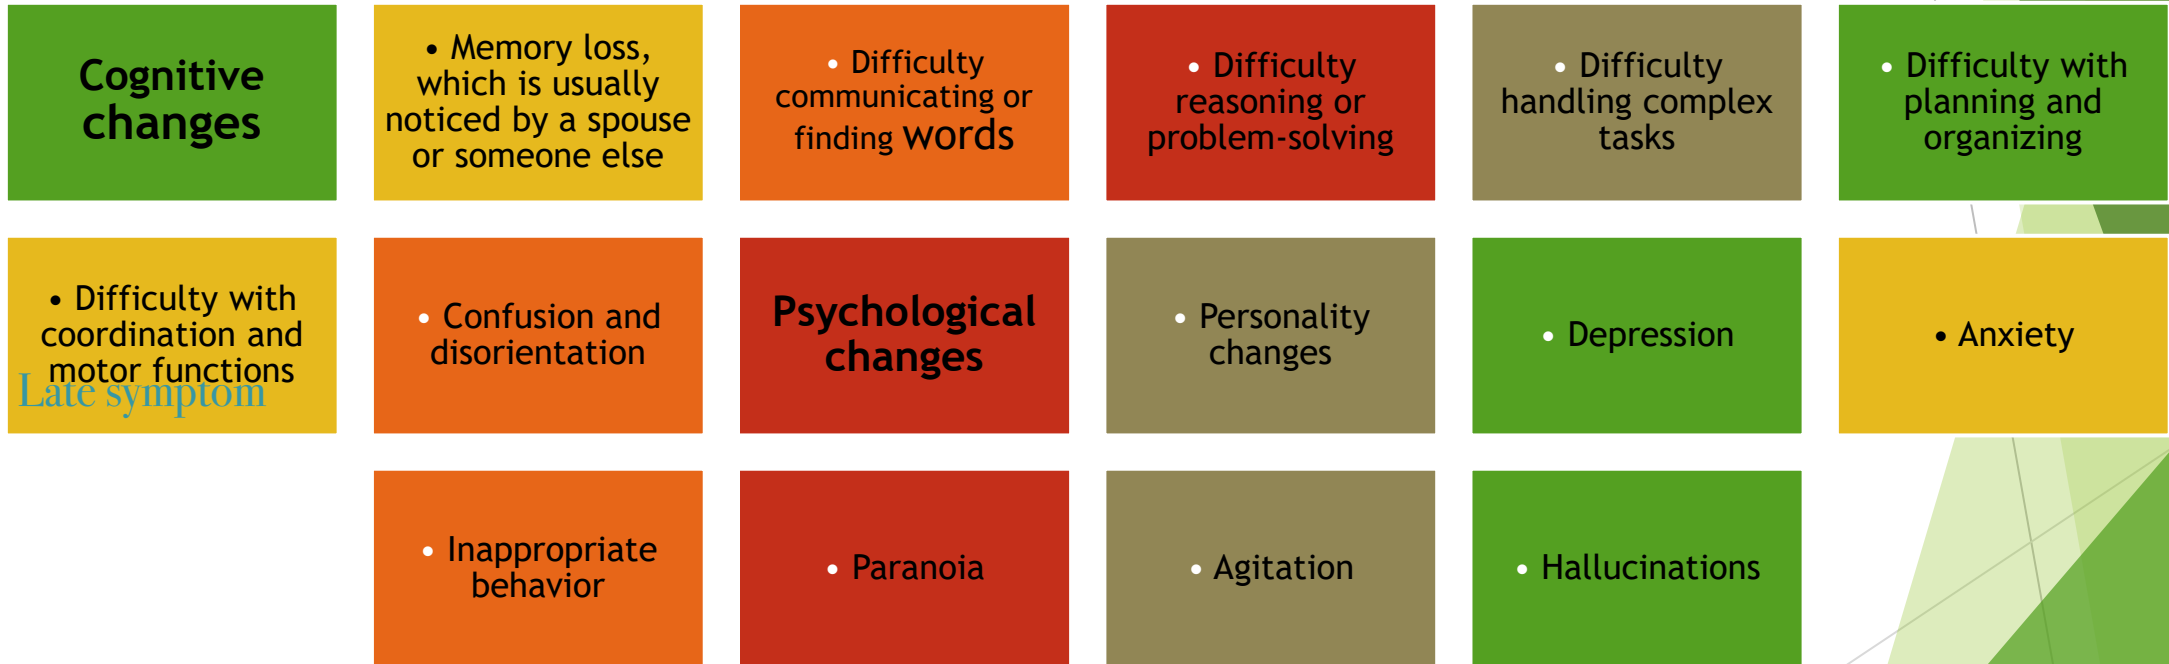 Cognitive
changes
• Memory loss,
which is usually
noticed by a spouse
or someone else
• Difficulty
communicating or
finding words
• Difficulty
reasoning or
problem-solving
• Difficulty
handling complex
tasks
• Difficulty with
planning and
organizing
• Difficulty with
coordination and
motor functions
Late symptom
• Confusion and
disorientation
Psychological
changes
• Personality
changes
• Depression
• Anxiety
• Inappropriate
behavior
• Paranoia
• Agitation
• Hallucinations